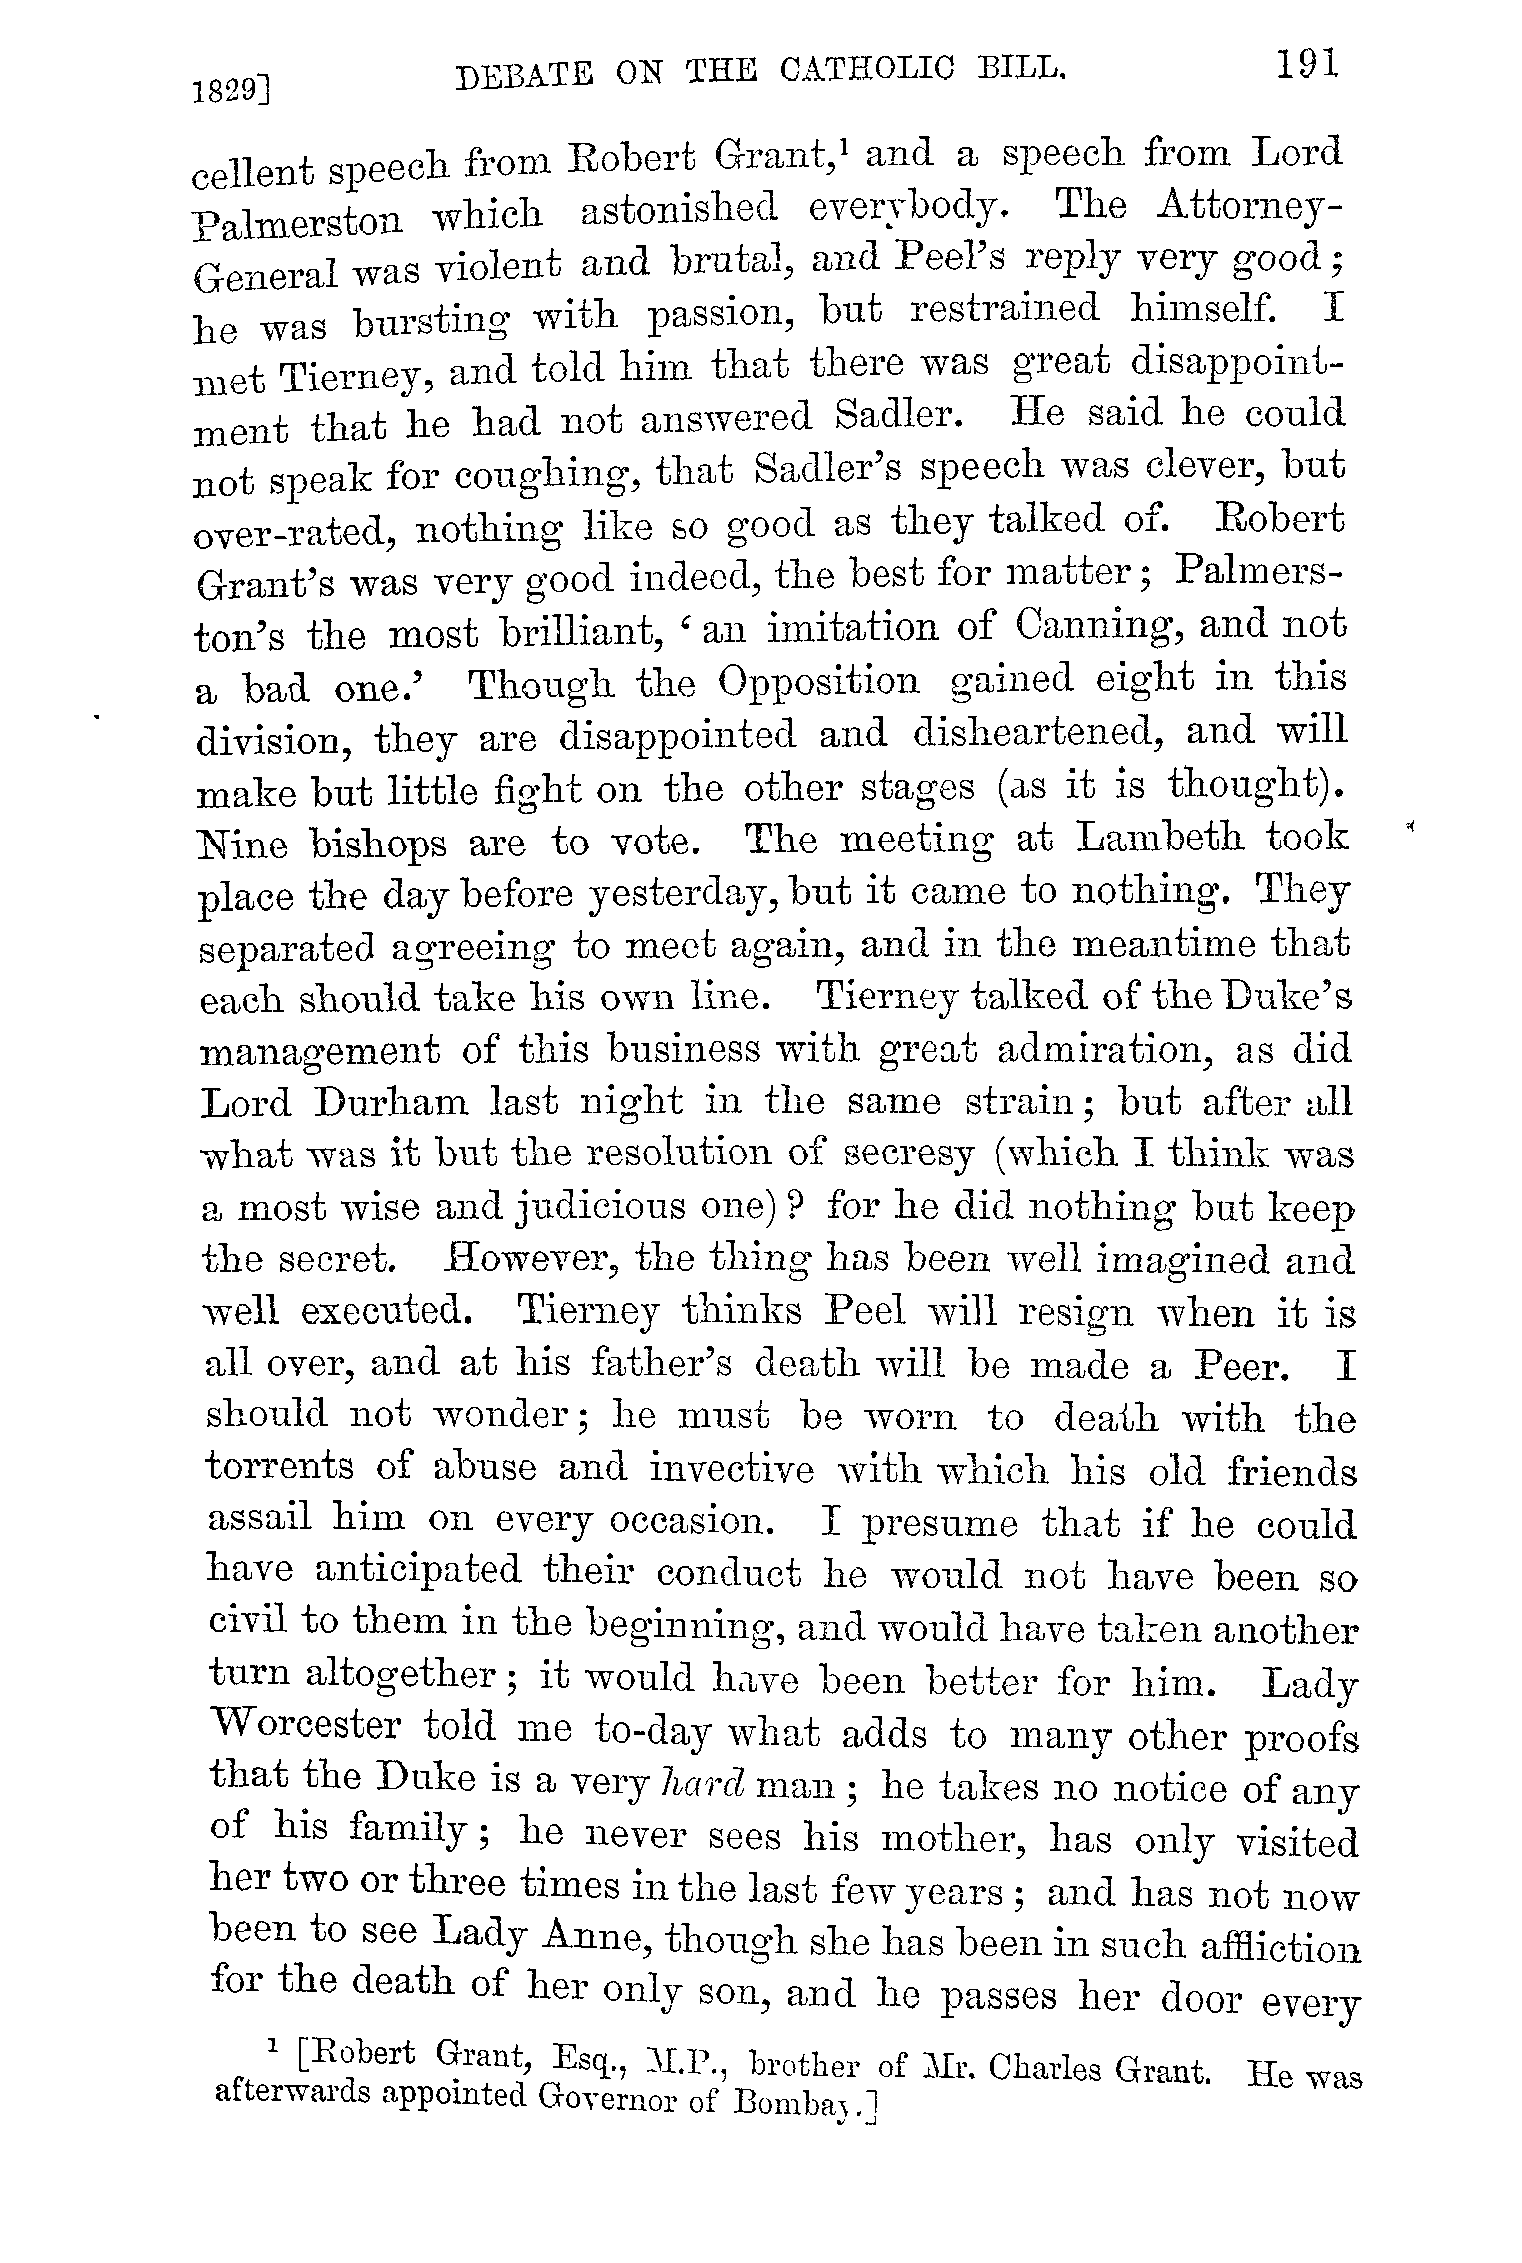 1829] DEBATE ON THE CATHOLIC BILL. 191
cellent speech from Robert Grant,¹ and a speech from Lord
Palmerston which astonished everybody. The Attorney-
General was violent and brutal, and Peel's reply very good;
he was bursting with passion, but restrained himself. I
met Tierney, and told him that there was great disappoint-
ment that he had not answered Sadler. He said he could
not speak for coughing, that Sadler's speech was clever, but
over-rated, nothing like so good as they talked of. Robert
Grant's was very good indeed, the best for matter; Palmers-
ton's the most brilliant, 'an imitation of Canning, and not
a bad one.' Though the Opposition gained eight in this
division, they are disappointed and disheartened, and will
make but little fight on the other stages (as it is thought).
Nine bishops are to vote. The meeting at Lambeth took
place the day before yesterday, but it came to nothing. They
separated agreeing to meet again, and in the meantime that
each should take his own line. Tierney talked of the Duke's
management of this business with great admiration, as did
Lord Durham last night in the same strain; but after all
what was it but the resolution of secresy (which I think was
a most wise and judicious one)? for he did nothing but keep
the secret. However, the thing has been well imagined and
well executed. Tierney thinks Peel will resign when it is
all over, and at his father's death will be made a Peer. I
should not wonder; he must be worn to death with the
torrents of abuse and invective with which his old friends
assail him on every occasion. I presume that if he could
have anticipated their conduct he would not have been so
civil to them in the beginning, and would have taken another
turn altogether; it would have been better for him. Lady
Worcester told me to-day what adds to many other proofs
that the Duke is a very hard man; he takes no notice of any
of his family; he never sees his mother, has only visited
her two or three times in the last few years; and has not now
been to see Lady Anne, though she has been in such affliction
for the death of her only son, and he passes her door every
¹ [Robert Grant, Esq., M.P., brother of Mr. Charles Grant. He was
afterwards appointed Governor of Bombay.]